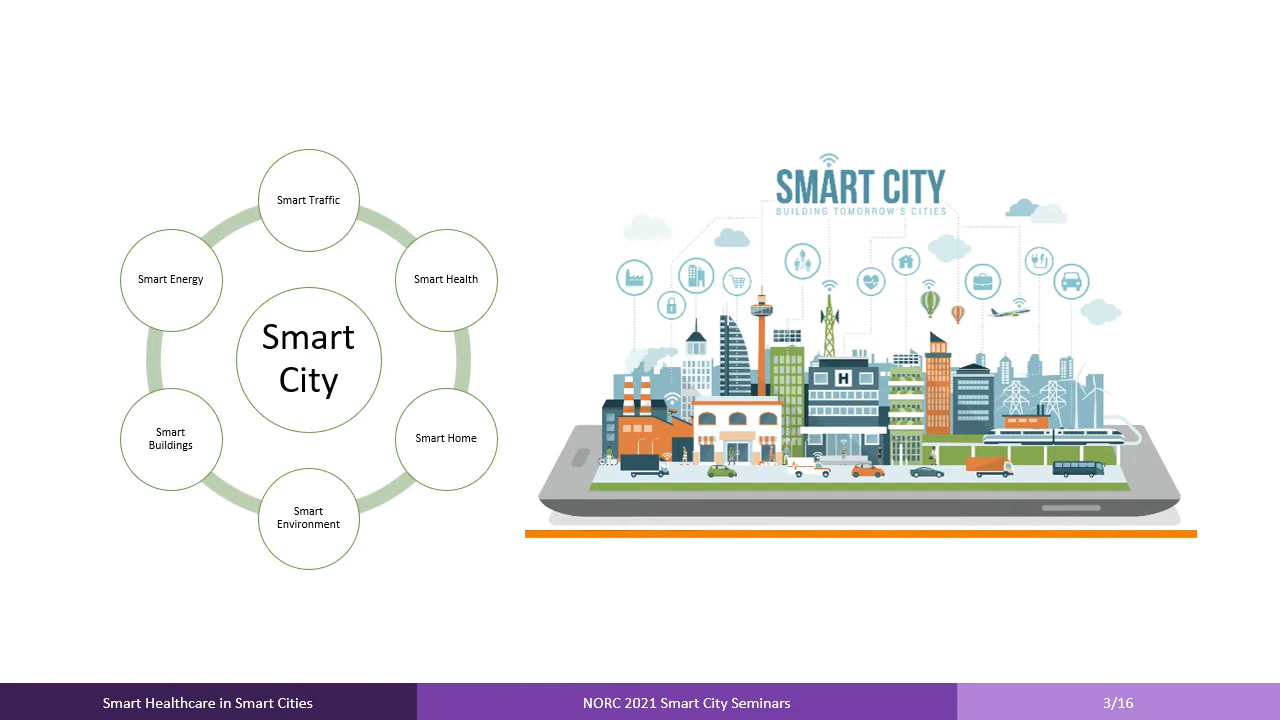 Smart Traffic
Smart Energy
Smart Health
Smart
City
Smart
Buildings
Smart Home
Smart
Environment
SMART CITY
BUILDING TOMORROW'S CITIES
H
Smart Healthcare in Smart Cities
NORC 2021 Smart City Seminars
3/16